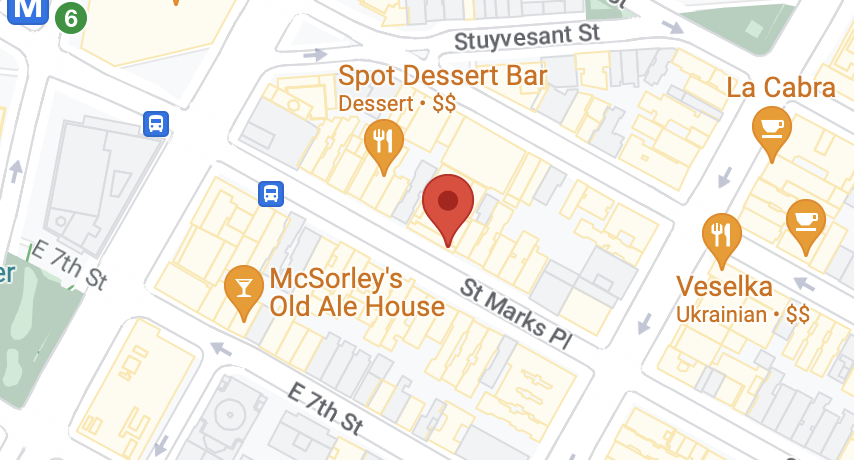 M
6
Stuyvesant St
Spot Dessert Bar
Dessert • $$
La Cabra
E 7th St
er
McSorley's
Old Ale House
St Marks Pl
Veselka
Ukrainian • $$
E 7th St